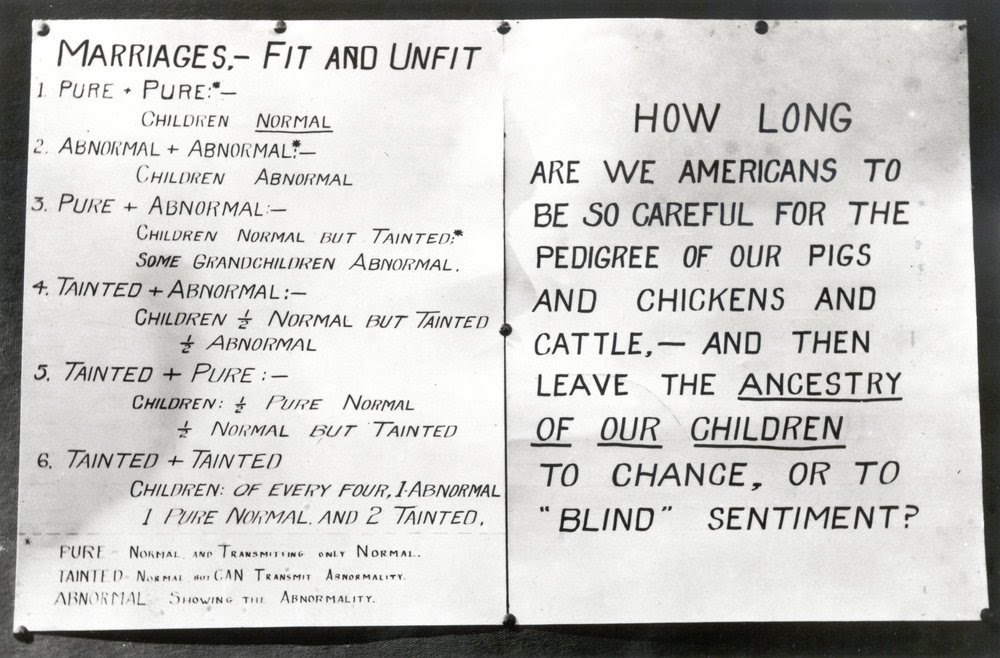 MARRIAGES,— FIT AND UNFIT
1. PURE + PURE:*—
CHILDREN NORMAL
2. ABNORMAL + ABNORMAL:*—
CHILDREN ABNORMAL
3. PURE + ABNORMAL:—
CHILDREN NORMAL BUT TAINTED:*
SOME GRANDCHILDREN ABNORMAL.
4. TAINTED + ABNORMAL:—
CHILDREN ½ NORMAL BUT TAINTED
½ ABNORMAL
5. TAINTED + PURE:—
CHILDREN: ½ PURE NORMAL
½ NORMAL BUT TAINTED
6. TAINTED + TAINTED
CHILDREN: OF EVERY FOUR, 1 ABNORMAL
1 PURE NORMAL. AND 2 TAINTED.
* PURE - NORMAL AND TRANSMITTING ONLY NORMAL.
TAINTED- NORMAL BUT CAN TRANSMIT ABNORMALITY.
ABNORMAL SHOWING THE ABNORMALITY.
HOW LONG
ARE WE AMERICANS TO
BE SO CAREFUL FOR THE
PEDIGREE OF OUR PIGS
AND CHICKENS AND
CATTLE,— AND THEN
LEAVE THE ANCESTRY
OF OUR CHILDREN
TO CHANCE, OR TO
"BLIND" SENTIMENT?